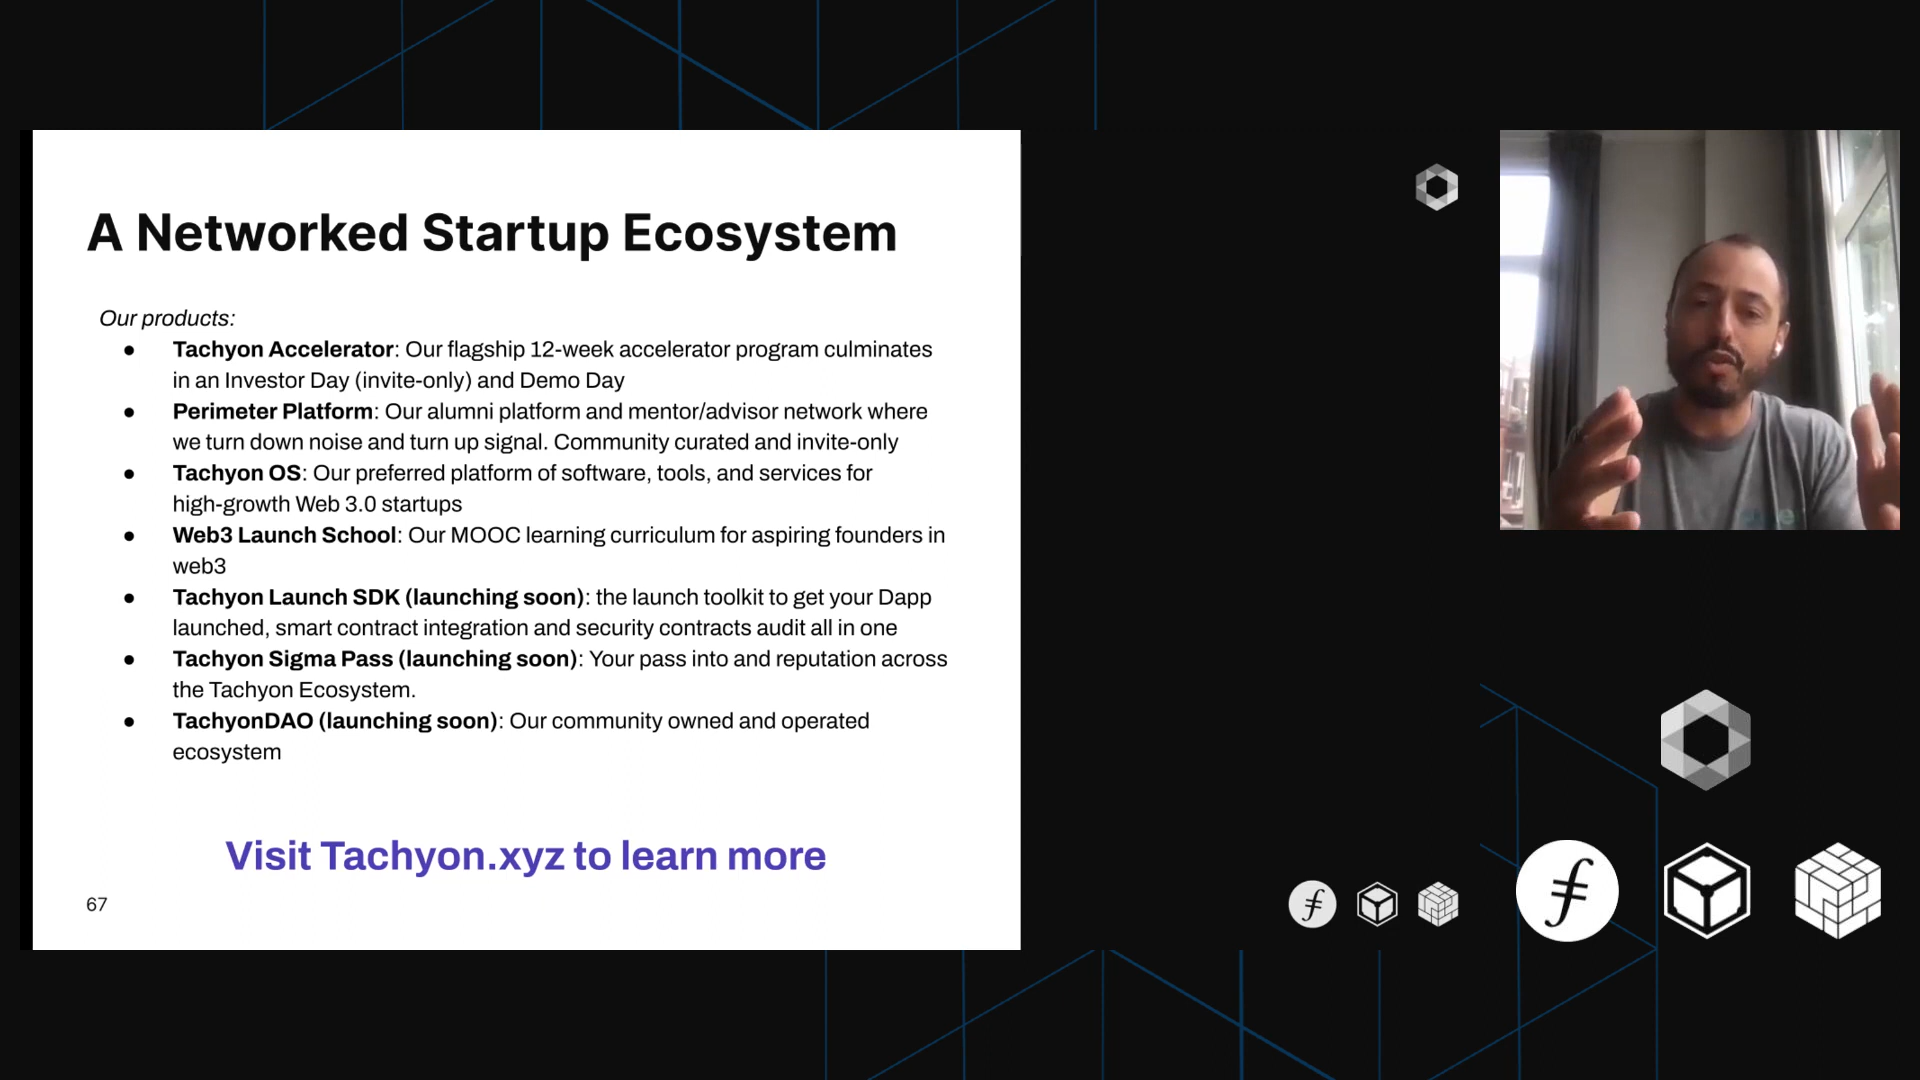 A Networked Startup Ecosystem
Our products:
● Tachyon Accelerator: Our flagship 12-week accelerator program culminates
in an Investor Day (invite-only) and Demo Day
● Perimeter Platform: Our alumni platform and mentor/advisor network where
we turn down noise and turn up signal. Community curated and invite-only
● Tachyon OS: Our preferred platform of software, tools, and services for
high-growth Web 3.0 startups
● Web3 Launch School: Our MOOC learning curriculum for aspiring founders in
web3
● Tachyon Launch SDK (launching soon): the launch toolkit to get your Dapp
launched, smart contract integration and security contracts audit all in one
● Tachyon Sigma Pass (launching soon): Your pass into and reputation across
the Tachyon Ecosystem.
● TachyonDAO (launching soon): Our community owned and operated
ecosystem
Visit Tachyon.xyz to learn more
67